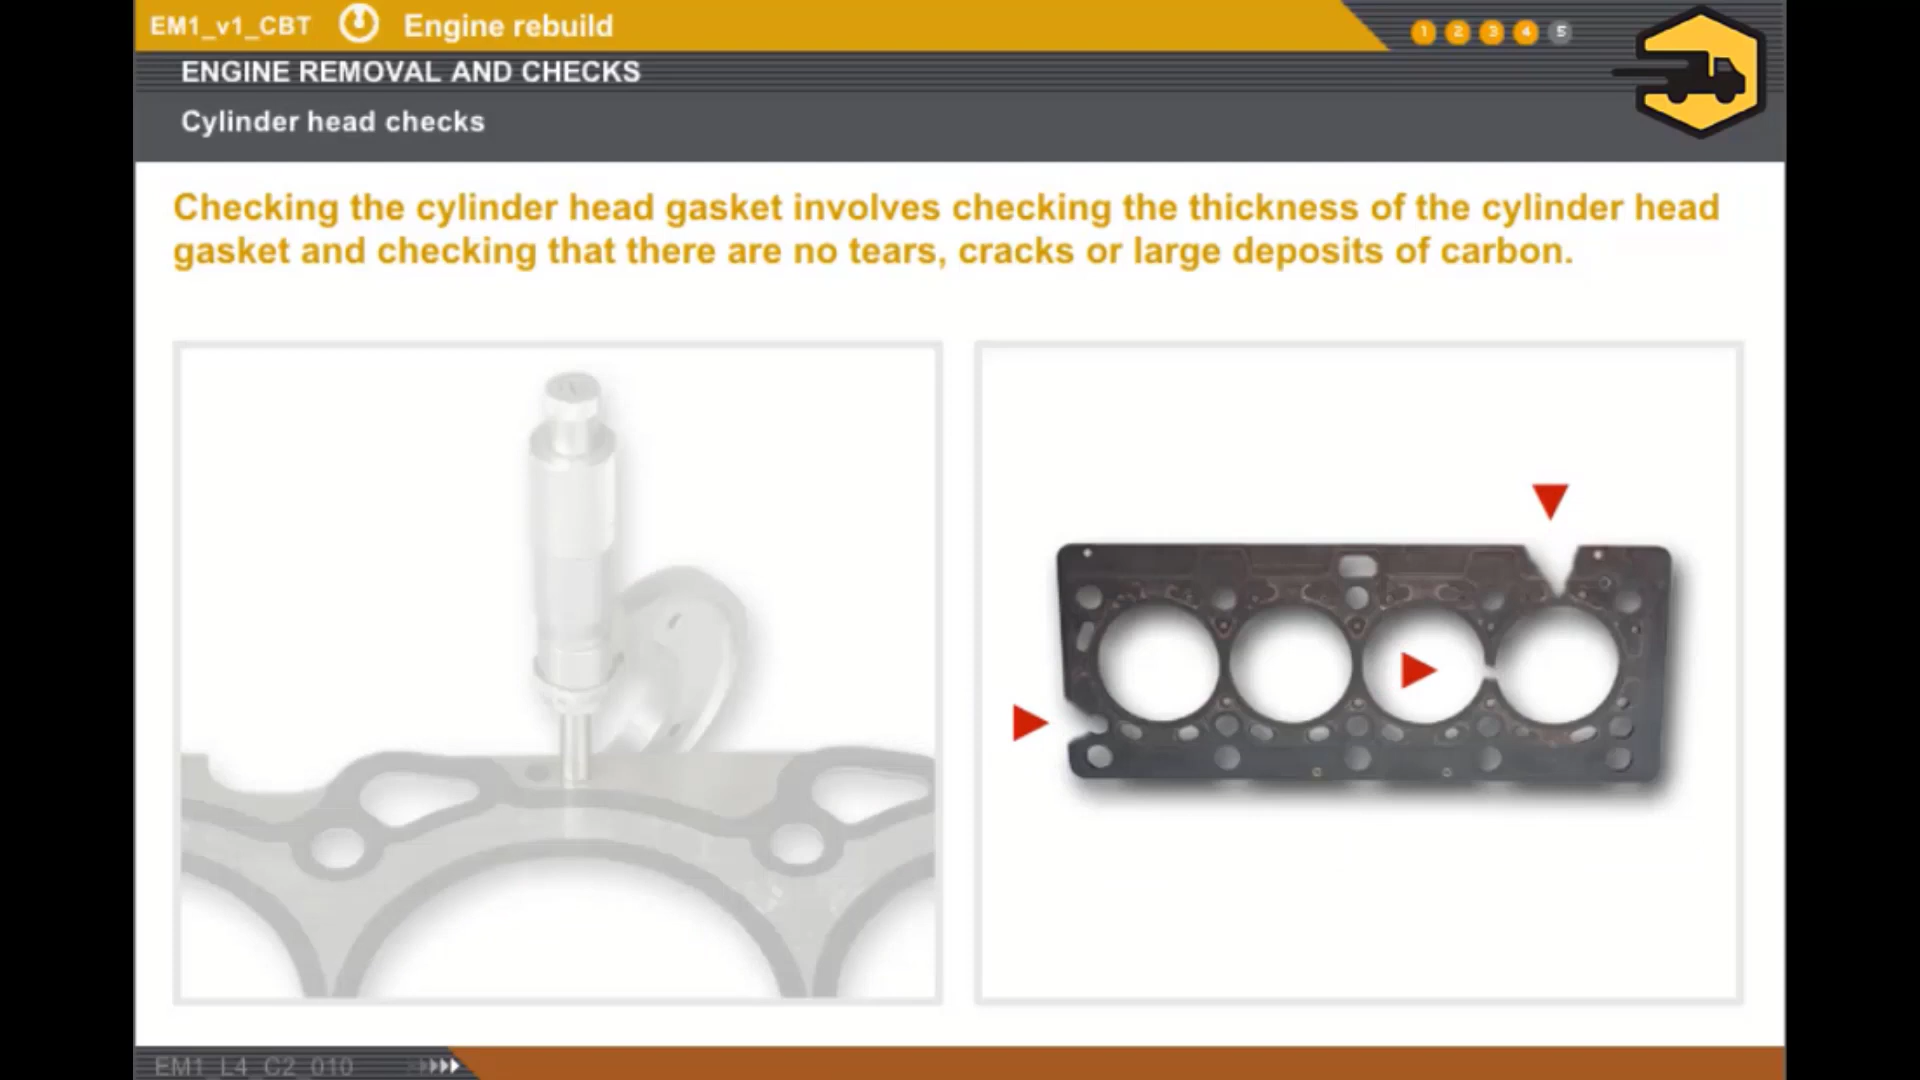 EM1_v1_CBT Engine rebuild
1 2 3 4 5
ENGINE REMOVAL AND CHECKS
Cylinder head checks
Checking the cylinder head gasket involves checking the thickness of the cylinder head
gasket and checking that there are no tears, cracks or large deposits of carbon.
EM1_L4_C2_010